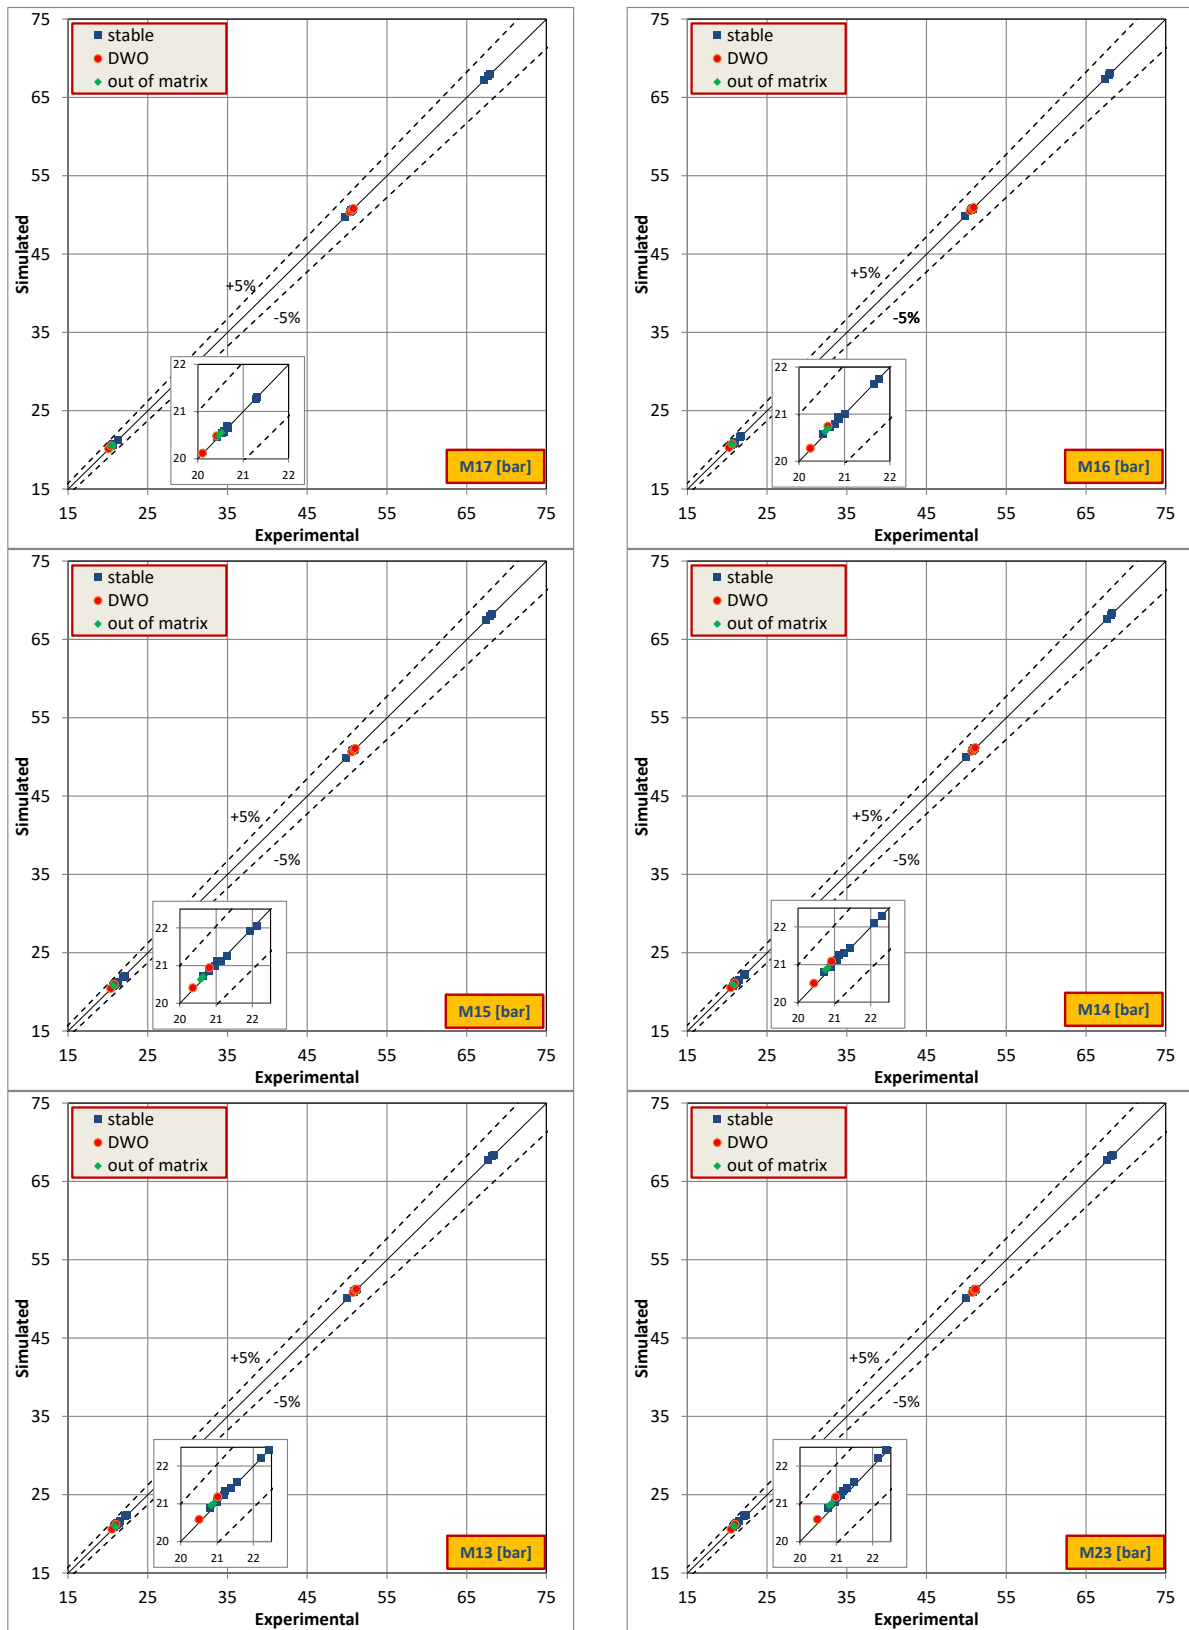 75
65
55
45
35
25
15
Simulated
stable
DWO
out of matrix
+5%
-5%
22
21
20
20 21 22
M17 [bar]
15 25 35 45 55 65 75
Experimental
75
65
55
45
35
25
15
Simulated
stable
DWO
out of matrix
+5%
-5%
22
21
20
20 21 22
M16 [bar]
15 25 35 45 55 65 75
Experimental
75
65
55
45
35
25
15
Simulated
stable
DWO
out of matrix
+5%
-5%
22
21
20
20 21 22
M15 [bar]
15 25 35 45 55 65 75
Experimental
75
65
55
45
35
25
15
Simulated
stable
DWO
out of matrix
+5%
-5%
22
21
20
20 21 22
M14 [bar]
15 25 35 45 55 65 75
Experimental
75
65
55
45
35
25
15
Simulated
stable
DWO
out of matrix
+5%
-5%
22
21
20
20 21 22
M13 [bar]
15 25 35 45 55 65 75
Experimental
75
65
55
45
35
25
15
Simulated
stable
DWO
out of matrix
+5%
-5%
22
21
20
20 21 22
M23 [bar]
15 25 35 45 55 65 75
Experimental